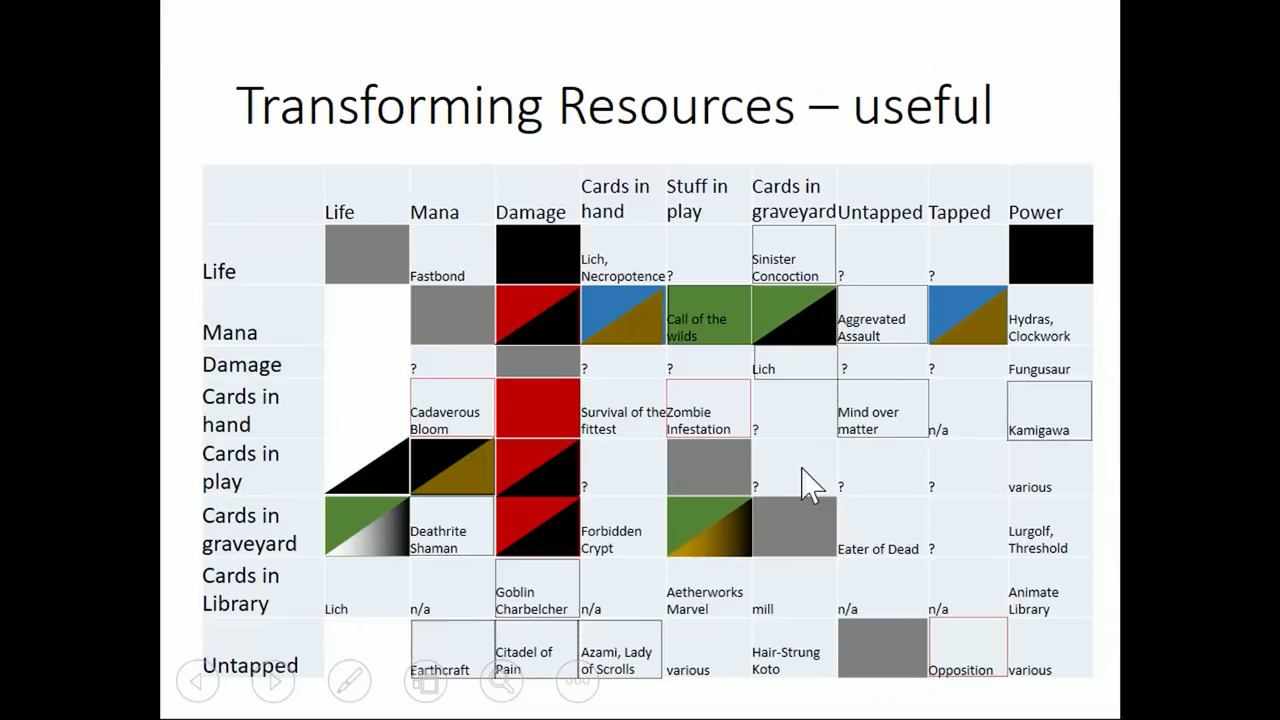 Transforming Resources – useful
Life Mana Damage Cards in hand Stuff in play Cards in graveyard Untapped Tapped Power
Life Fastbond Lich, Necropotence ? Sinister Concoction ? ?
Mana Call of the wilds Aggrevated Assault Hydras, Clockwork
Damage ? ? ? Lich ? ? Fungusaur
Cards in hand Cadaverous Bloom Survival of the fittest Zombie Infestation ? Mind over matter n/a Kamigawa
Cards in play ? ? ? ? various
Cards in graveyard Deathrite Shaman Forbidden Crypt Eater of Dead ? Lurgolf, Threshold
Cards in Library Lich n/a Goblin Charbelcher n/a Aetherworks Marvel mill n/a n/a Animate Library
Untapped Earthcraft Citadel of Pain Azami, Lady of Scrolls various Hair-Strung Koto Opposition various